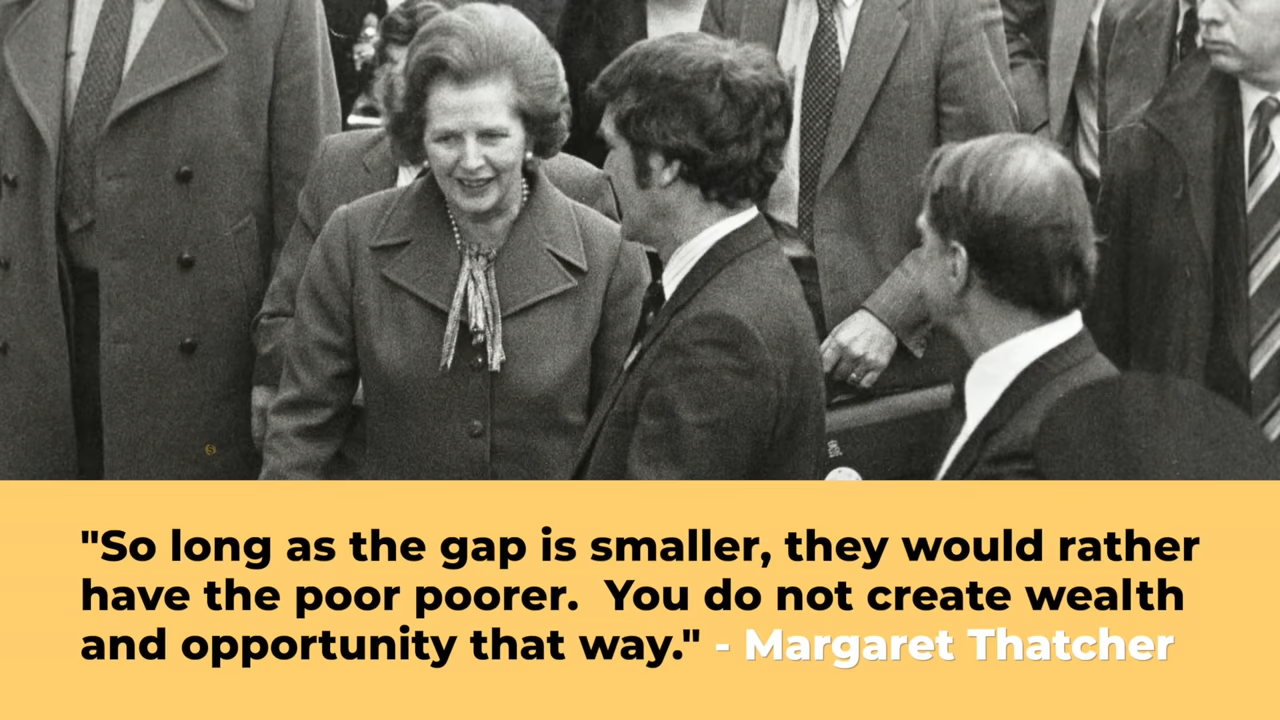 "So long as the gap is smaller, they would rather
have the poor poorer.  You do not create wealth
and opportunity that way." - Margaret Thatcher